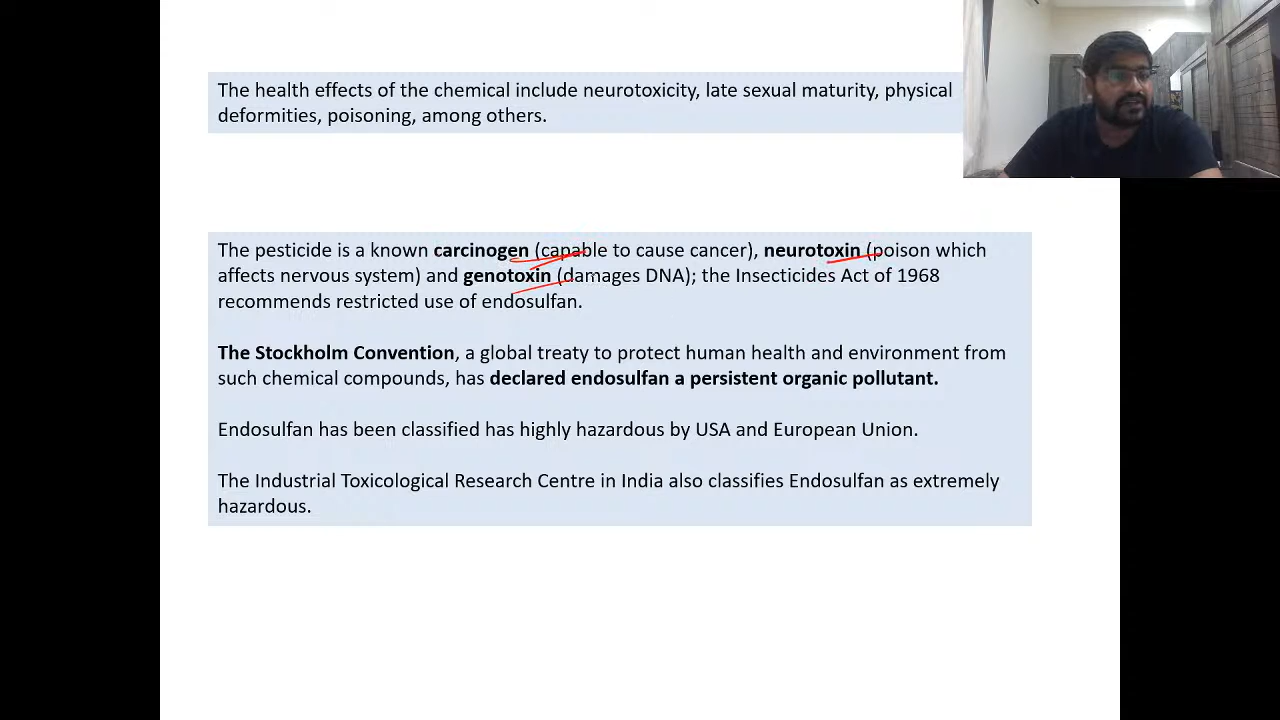 The health effects of the chemical include neurotoxicity, late sexual maturity, physical
deformities, poisoning, among others.
The pesticide is a known carcinogen (capable to cause cancer), neurotoxin (poison which
affects nervous system) and genotoxin (damages DNA); the Insecticides Act of 1968
recommends restricted use of endosulfan.
The Stockholm Convention, a global treaty to protect human health and environment from
such chemical compounds, has declared endosulfan a persistent organic pollutant.
Endosulfan has been classified has highly hazardous by USA and European Union.
The Industrial Toxicological Research Centre in India also classifies Endosulfan as extremely
hazardous.